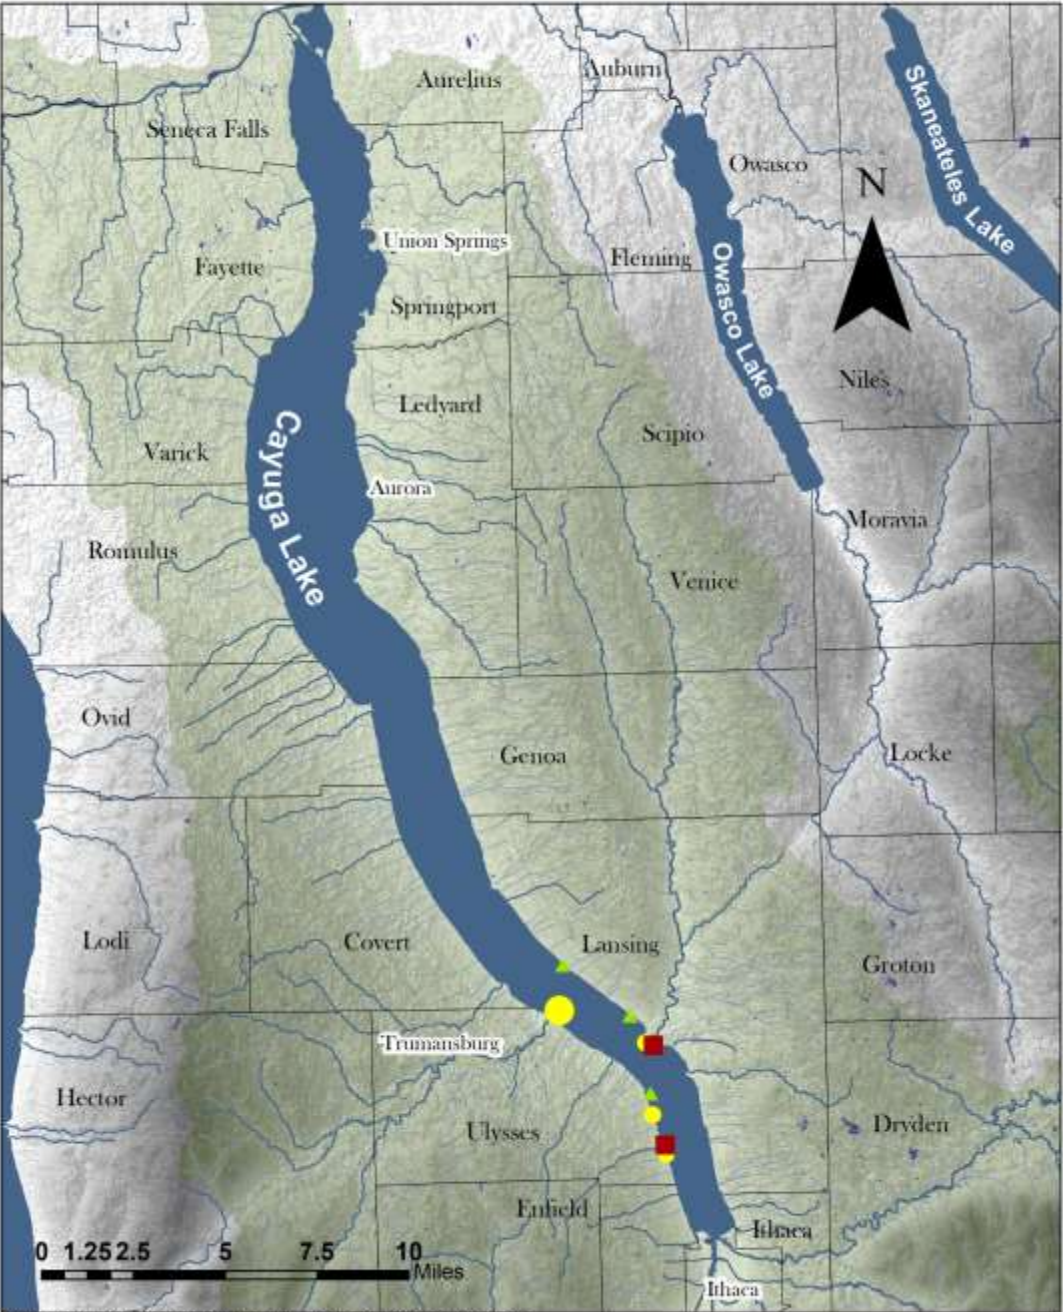 Aurelius
Auburn
Seneca Falls
Skaneateles Lake
Owasco
N
Union Springs
Fleming
Fayette
Owasco Lake
Springport
Niles
Ledyard
Cayuga Lake
Scipio
Varick
Aurora
Moravia
Romulus
Venice
Ovid
Genoa
Locke
Lodi
Covert
Lansing
Groton
Trumansburg
Hector
Ulysses
Dryden
Enfield
Ithaca
0 1.25 2.5 5 7.5 10
Miles
Ithaca